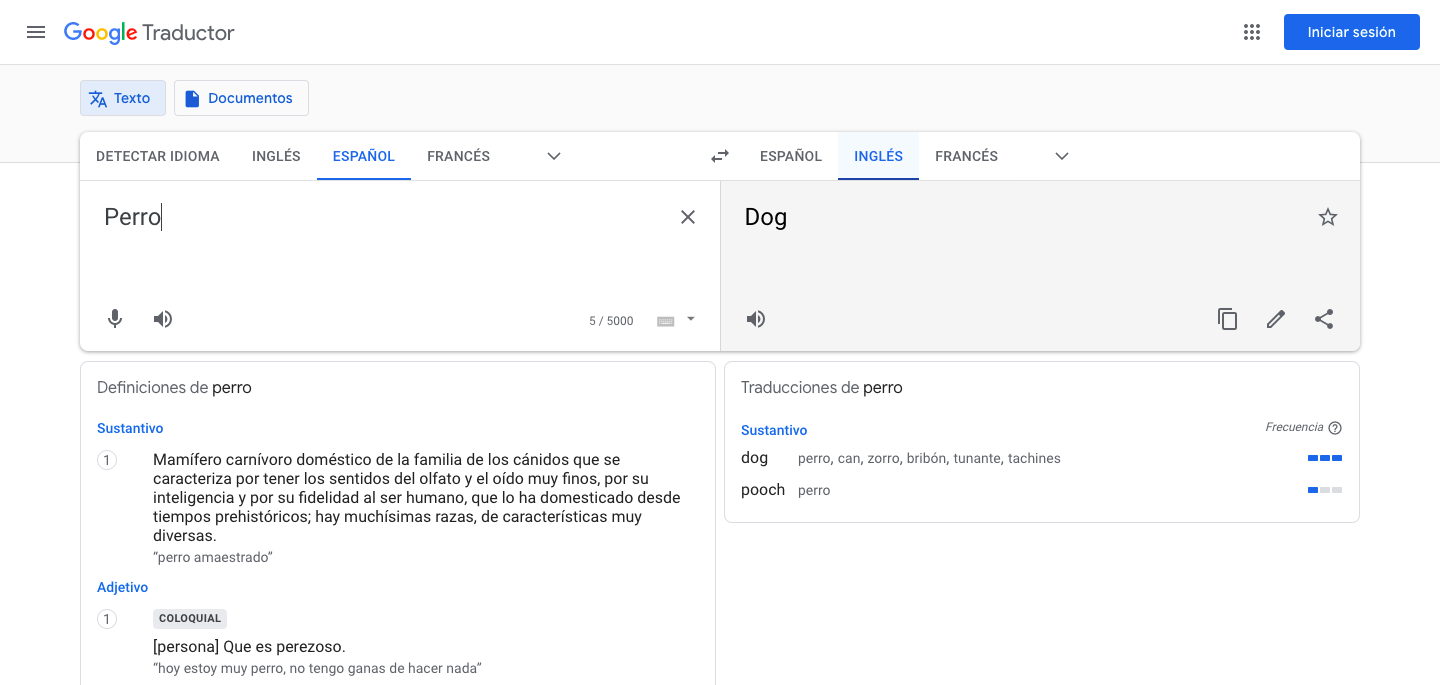 Google Traductor
Iniciar sesión
Texto
Documentos
DETECTAR IDIOMA INGLÉS ESPAÑOL FRANCÉS
ESPAÑOL INGLÉS FRANCÉS
Perro
Dog
5 / 5000
Definiciones de perro
Sustantivo
1
Mamífero carnívoro doméstico de la familia de los cánidos que se
caracteriza por tener los sentidos del olfato y el oído muy finos, por su
inteligencia y por su fidelidad al ser humano, que lo ha domesticado desde
tiempos prehistóricos; hay muchísimas razas, de características muy
diversas.
“perro amaestrado”
Adjetivo
1
COLOQUIAL
[persona] Que es perezoso.
“hoy estoy muy perro, no tengo ganas de hacer nada”
Traducciones de perro
Sustantivo
Frecuencia
dog perro, can, zorro, bribón, tunante, tachines
pooch perro